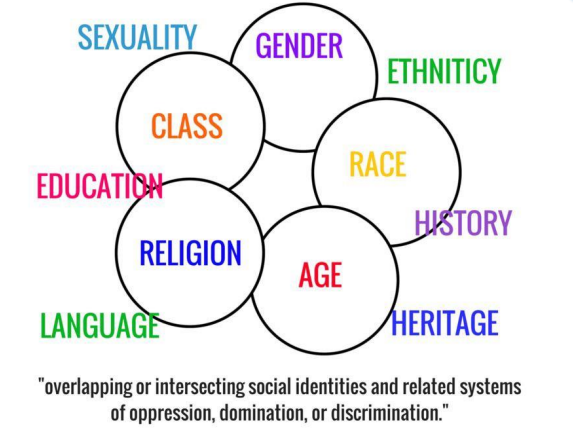 SEXUALITY
GENDER
ETHNITICY
CLASS
RACE
EDUCATION
HISTORY
RELIGION
AGE
LANGUAGE
HERITAGE
"overlapping or intersecting social identities and related systems
of oppression, domination, or discrimination."